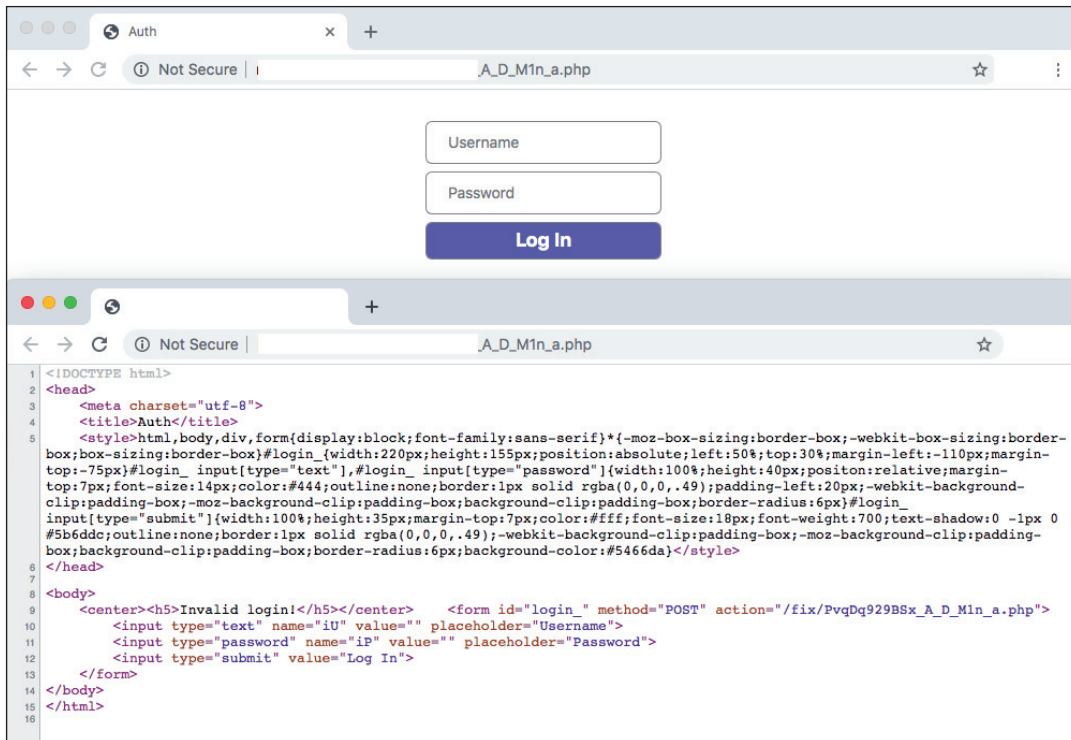 Auth
Not Secure
_A_D_M1n_a.php
Username
Password
Log In
Not Secure
_A_D_M1n_a.php
1 <!DOCTYPE html>
2 <head>
3 <meta charset="utf-8">
4 <title>Auth</title>
5 <style>html,body,div,form{display:block;font-family:sans-serif}*{-moz-box-sizing:border-box;-webkit-box-sizing:border-
box;box-sizing:border-box}#login_{width:220px;height:155px;position:absolute;left:50%;top:30%;margin-left:-110px;margin-
top:-75px}#login_ input[type="text"],#login_ input[type="password"]{width:100%;height:40px;positon:relative;margin-
top:7px;font-size:14px;color:#444;outline:none;border:1px solid rgba(0,0,0,.49);padding-left:20px;-webkit-background-
clip:padding-box;-moz-background-clip:padding-box;background-clip:padding-box;border-radius:6px}#login_
input[type="submit"]{width:100%;height:35px;margin-top:7px;color:#fff;font-size:18px;font-weight:700;text-shadow:0 -1px 0
#5b6ddc;outline:none;border:1px solid rgba(0,0,0,.49);-webkit-background-clip:padding-box;-moz-background-clip:padding-
box;background-clip:padding-box;border-radius:6px;background-color:#5466da}</style>
6 </head>
7
8 <body>
9 <center><h5>Invalid login!</h5></center> <form id="login_" method="POST" action="/fix/PvqDq929BSx_A_D_M1n_a.php">
10 <input type="text" name="iU" value="" placeholder="Username">
11 <input type="password" name="iP" value="" placeholder="Password">
12 <input type="submit" value="Log In">
13 </form>
14 </body>
15 </html>
16